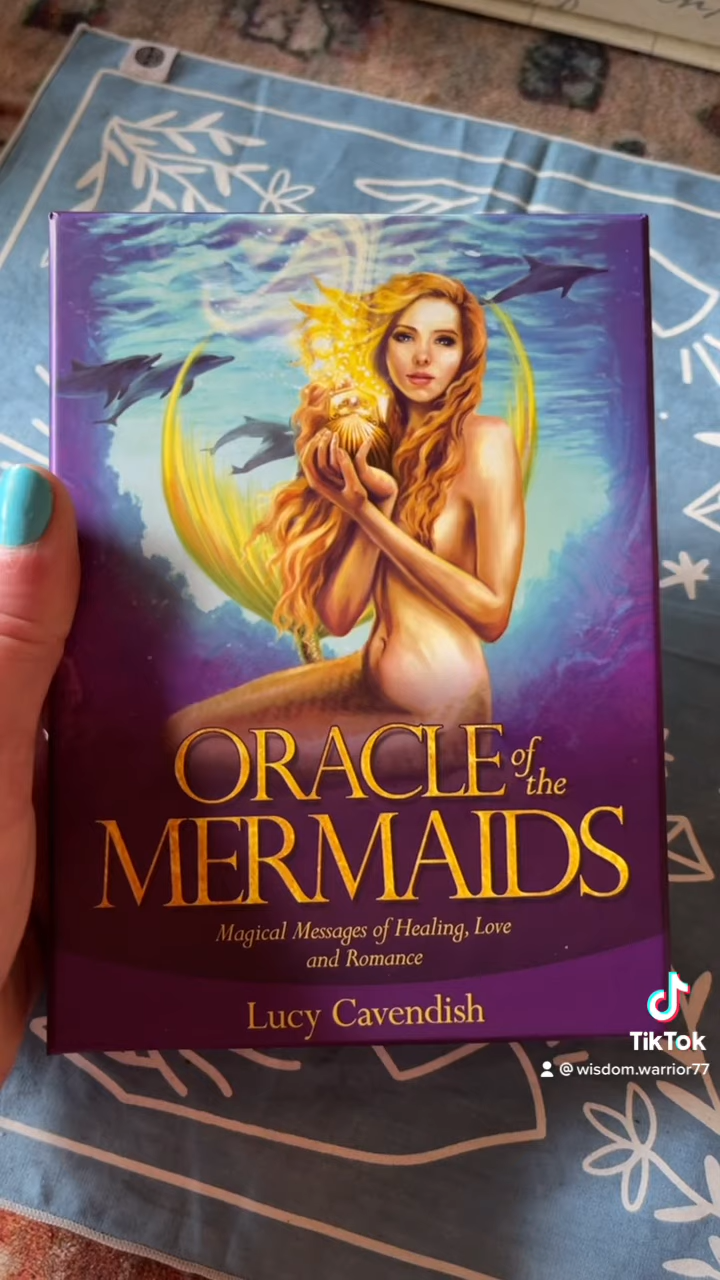 ORACLE of
the
MERMAIDS
Magical Messages of Healing, Love
and Romance
Lucy Cavendish
TikTok
@wisdom.warrior77